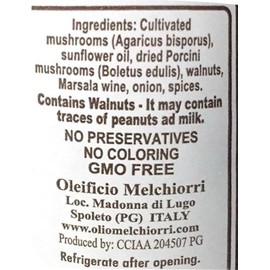 Ingredients: Cultivated
mushrooms (Agaricus bisporus),
sunflower oil, dried Porcini
mushrooms (Boletus edulis), walnuts,
Marsala wine, onion, spices.
Contains Walnuts - It may contain
traces of peanuts ad milk.
NO PRESERVATIVES
NO COLORING
GMO FREE
Oleificio Melchiorri
Loc. Madonna di Lugo
Spoleto (PG) ITALY
www.oliomelchiorri.com
Produced by: CCIAA 204507 PG
Refrigerate after opening.